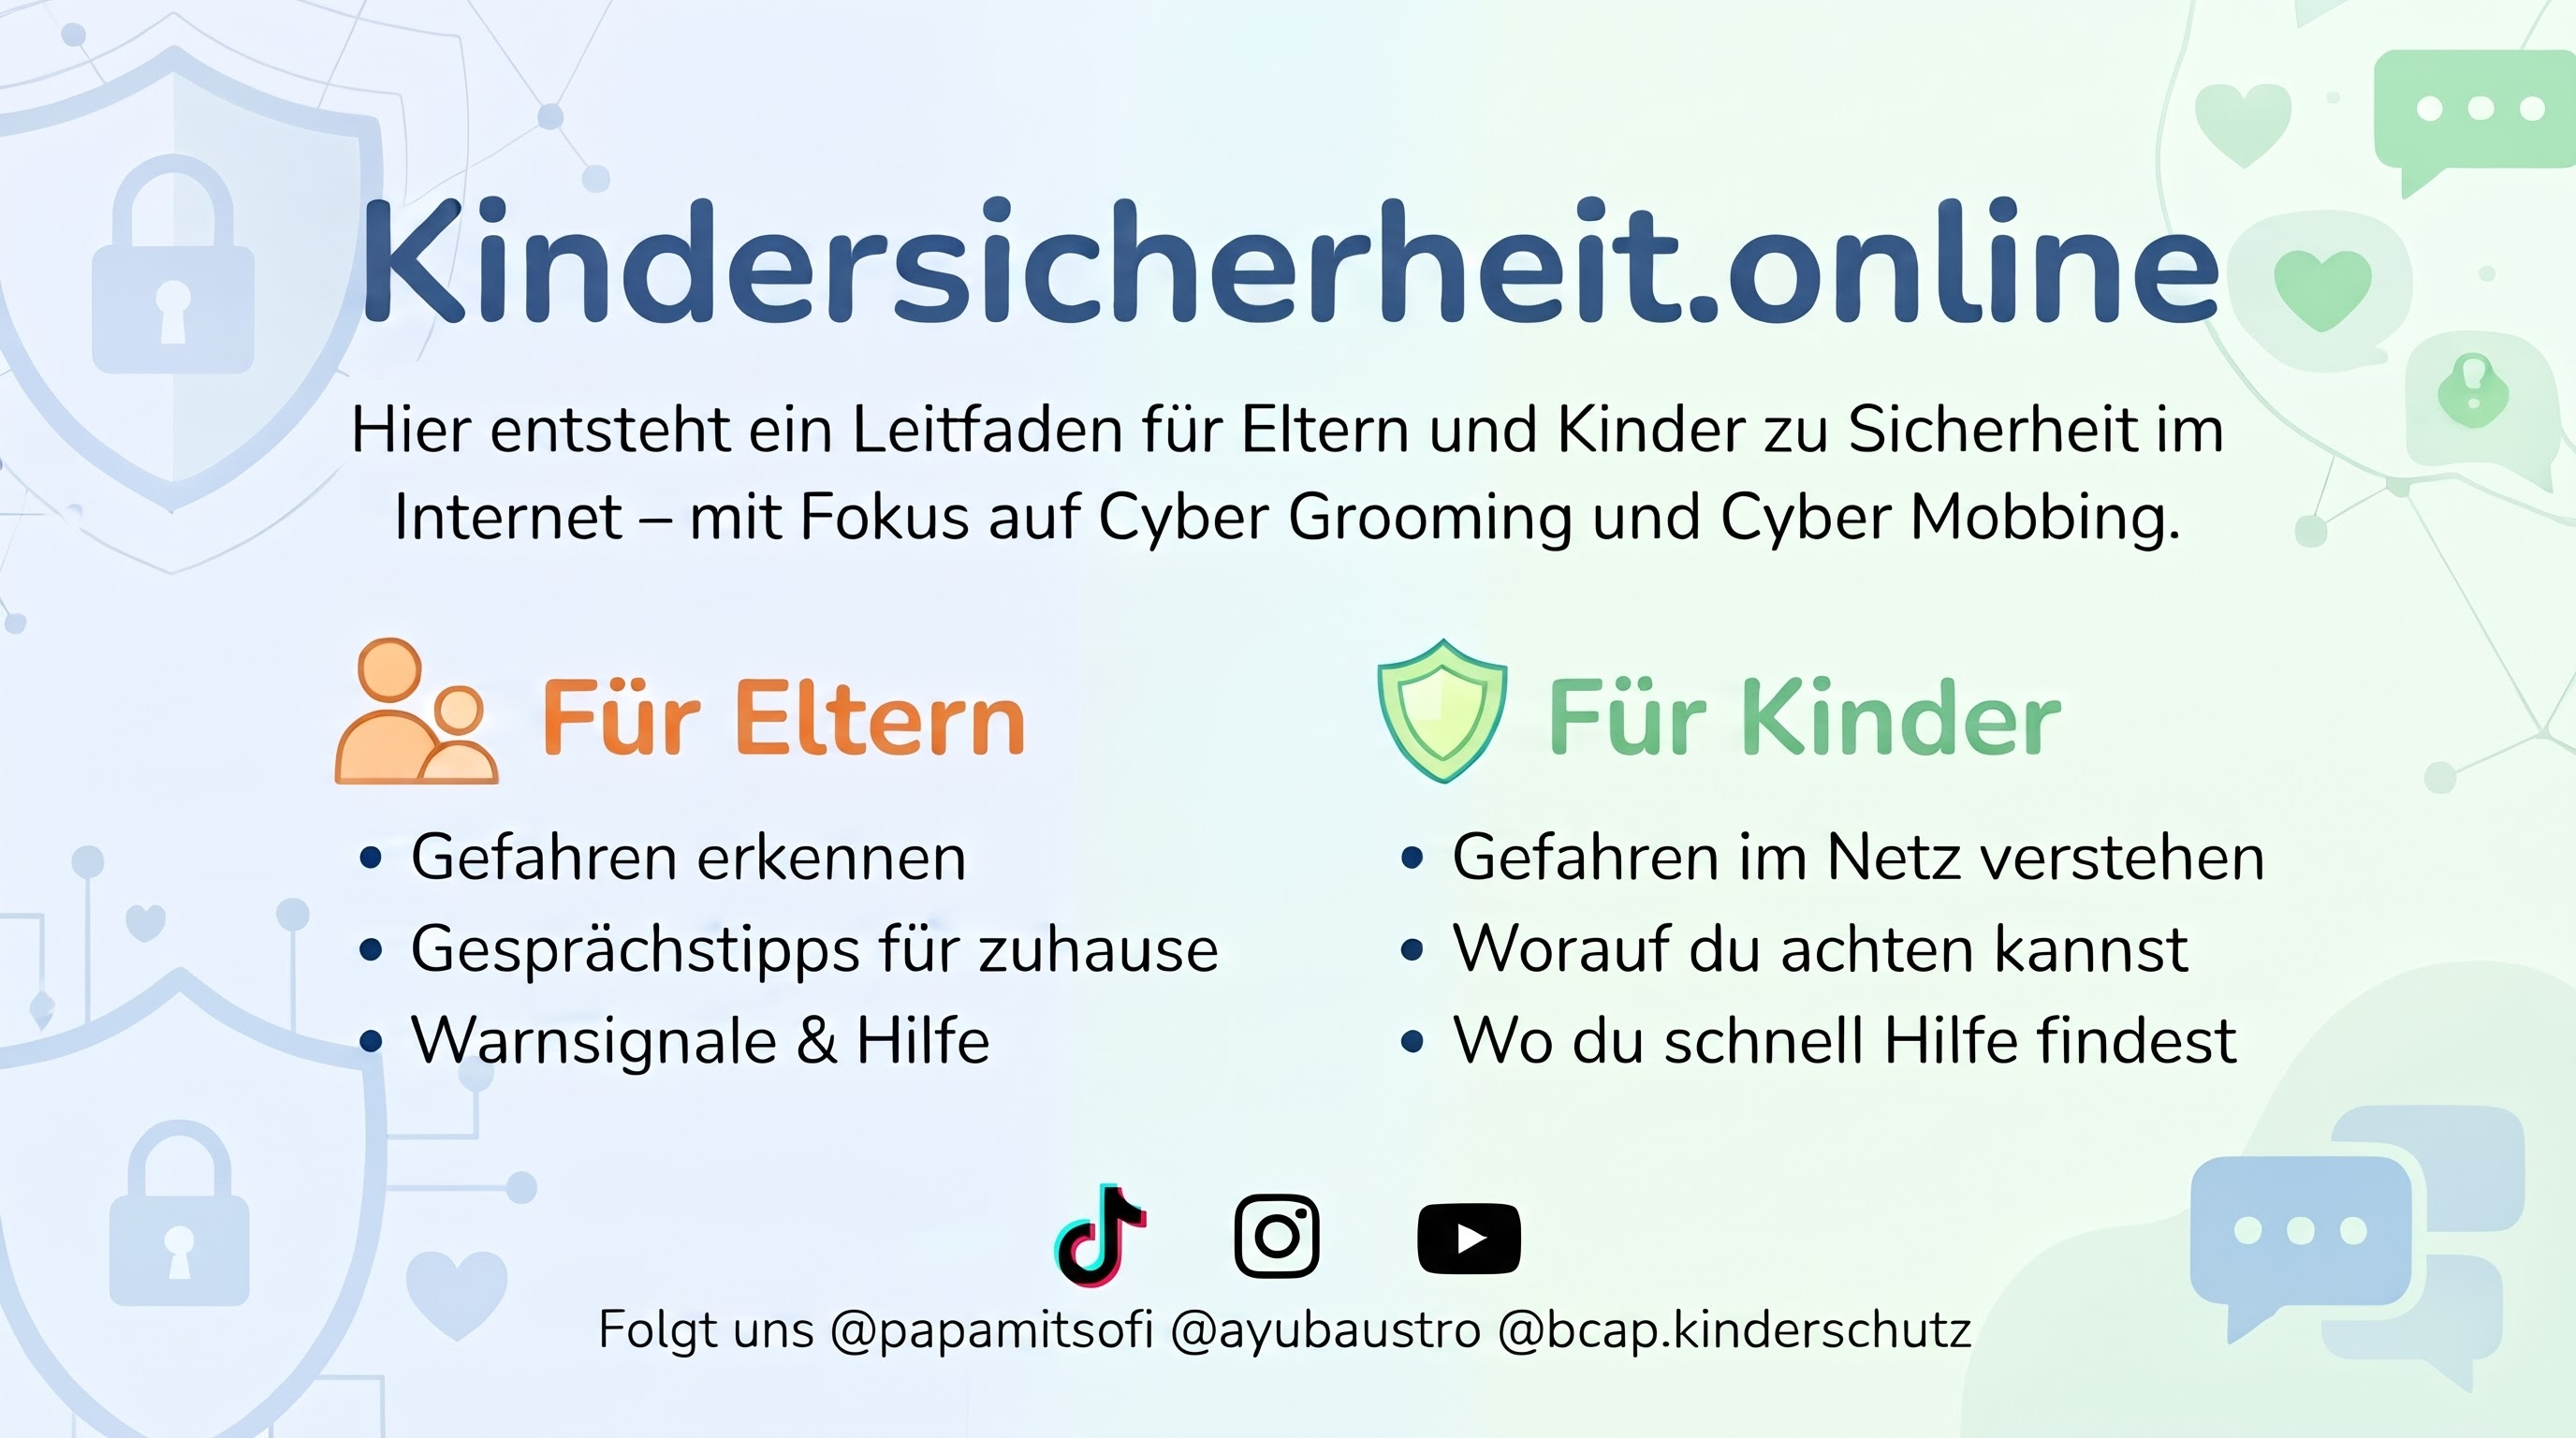 Kindersicherheit.online
Hier entsteht ein Leitfaden für Eltern und Kinder zu Sicherheit im
Internet – mit Fokus auf Cyber Grooming und Cyber Mobbing.
Für Eltern
• Gefahren erkennen
• Gesprächstipps für zuhause
• Warnsignale & Hilfe
Für Kinder
• Gefahren im Netz verstehen
• Worauf du achten kannst
• Wo du schnell Hilfe findest
Folgt uns @papamitsofi @ayubaustro @bcap.kinderschutz